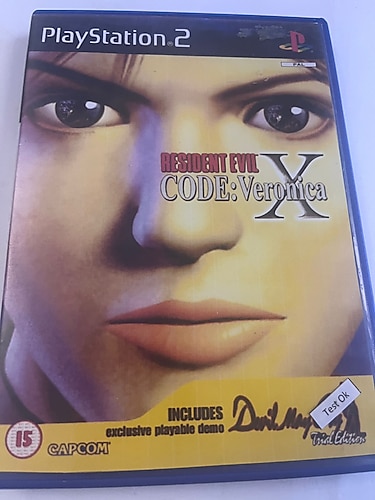 PlayStation 2
PAL
RESIDENT EVIL
CODE:Veronica
X
INCLUDES
exclusive playable demo
Devil May
Test Ok
Trial Edition
15
CAPCOM